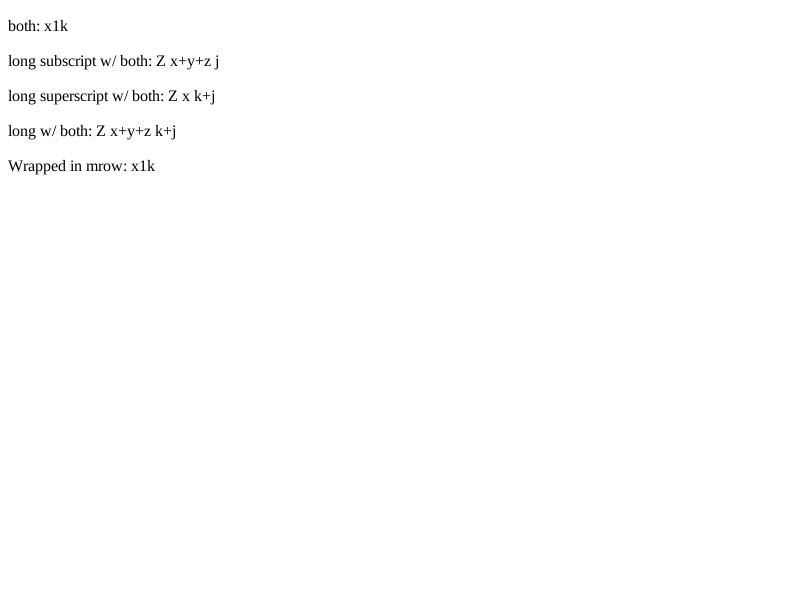 both: x1k
long subscript w/ both: Z x+y+z j
long superscript w/ both: Z x k+j
long w/ both: Z x+y+z k+j
Wrapped in mrow: x1k